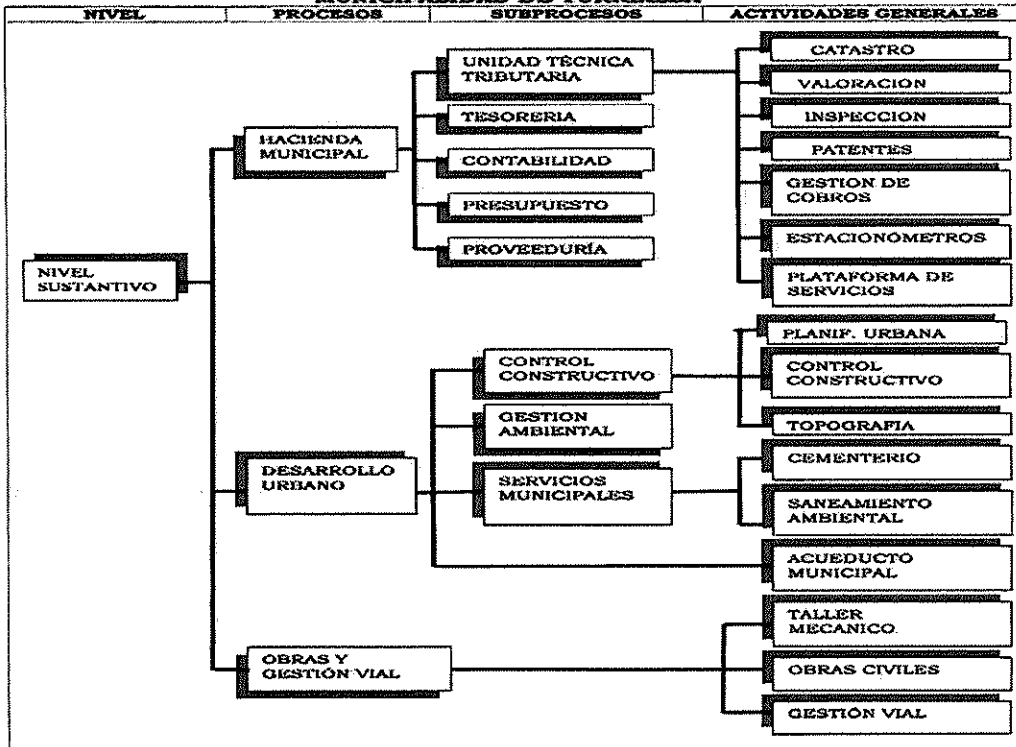 NIVEL PROCESOS SUBPROCESOS ACTIVIDADES GENERALES
NIVEL
SUSTANTIVO
HACIENDA
MUNICIPAL
UNIDAD TÉCNICA
TRIBUTARIA
TESORERIA
CONTABILIDAD
PRESUPUESTO
PROVEEDURÍA
CATASTRO
VALORACION
INSPECCION
PATENTES
GESTION DE
COBROS
ESTACIONÓMETROS
PLATAFORMA DE
SERVICIOS
DESARROLLO
URBANO
CONTROL
CONSTRUCTIVO
GESTION
AMBIENTAL
SERVICIOS
MUNICIPALES
PLANIF. URBANA
CONTROL
CONSTRUCTIVO
TOPOGRAFIA
CEMENTERIO
SANEAMIENTO
AMBIENTAL
ACUEDUCTO
MUNICIPAL
OBRAS Y
GESTIÓN VIAL
TALLER
MECANICO.
OBRAS CIVILES
GESTIÓN VIAL